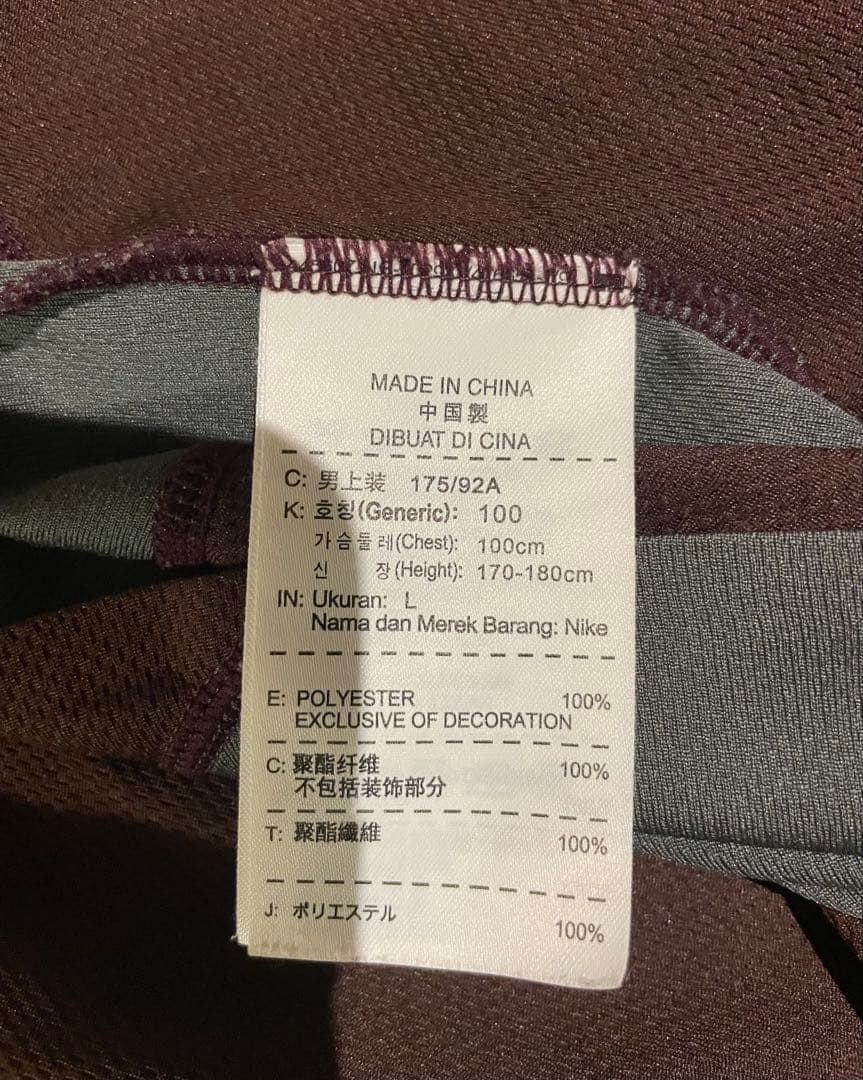 MADE IN CHINA
中国製
DIBUAT DI CINA
C: 男上装 175/92A
K: 호칭(Generic): 100
가슴둘레(Chest): 100cm
신 장(Height): 170-180cm
IN: Ukuran: L
Nama dan Merek Barang: Nike
E: POLYESTER 100%
EXCLUSIVE OF DECORATION
C: 聚酯纤维 100%
不包括装饰部分
T: 聚酯纖維 100%
J: ポリエステル 100%